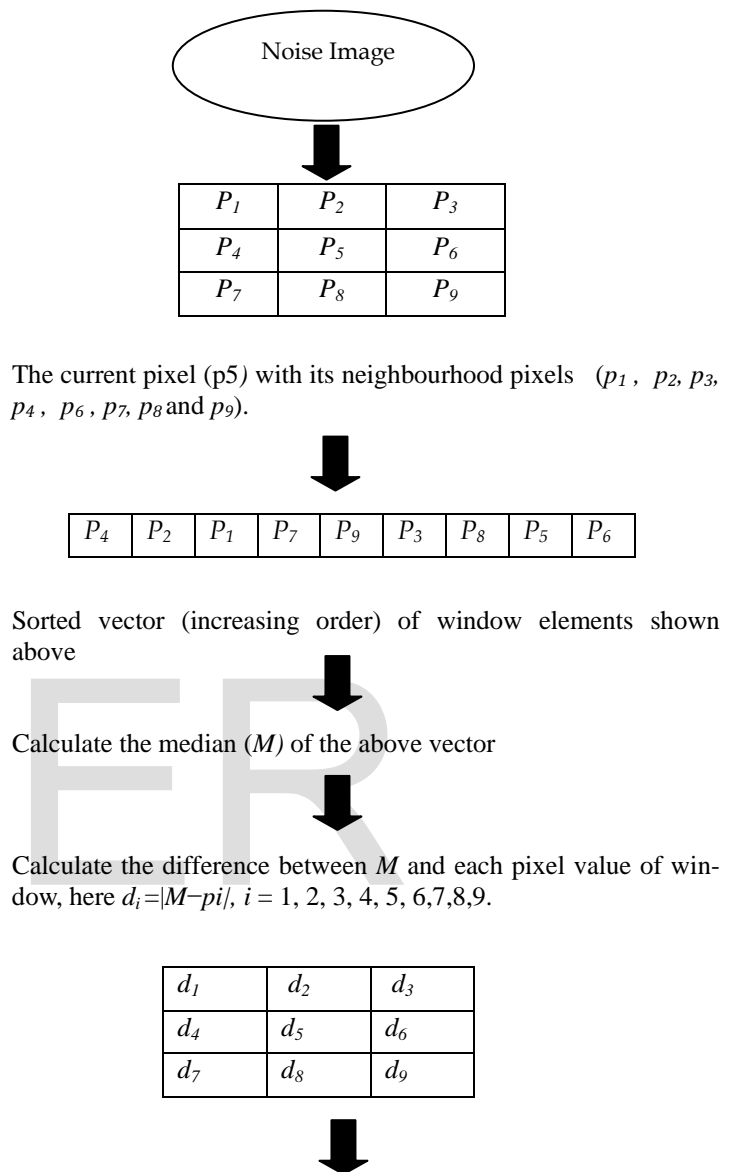 Noise Image
P1 P2 P3
P4 P5 P6
P7 P8 P9
The current pixel (p5) with its neighbourhood pixels (p1 , p2, p3,
p4 , p6 , p7, p8 and p9).
P4 P2 P1 P7 P9 P3 P8 P5 P6
Sorted vector (increasing order) of window elements shown
above
Calculate the median (M) of the above vector
ER
Calculate the difference between M and each pixel value of win-
dow, here di=|M−pi|, i = 1, 2, 3, 4, 5, 6,7,8,9.
d1 d2 d3
d4 d5 d6
d7 d8 d9